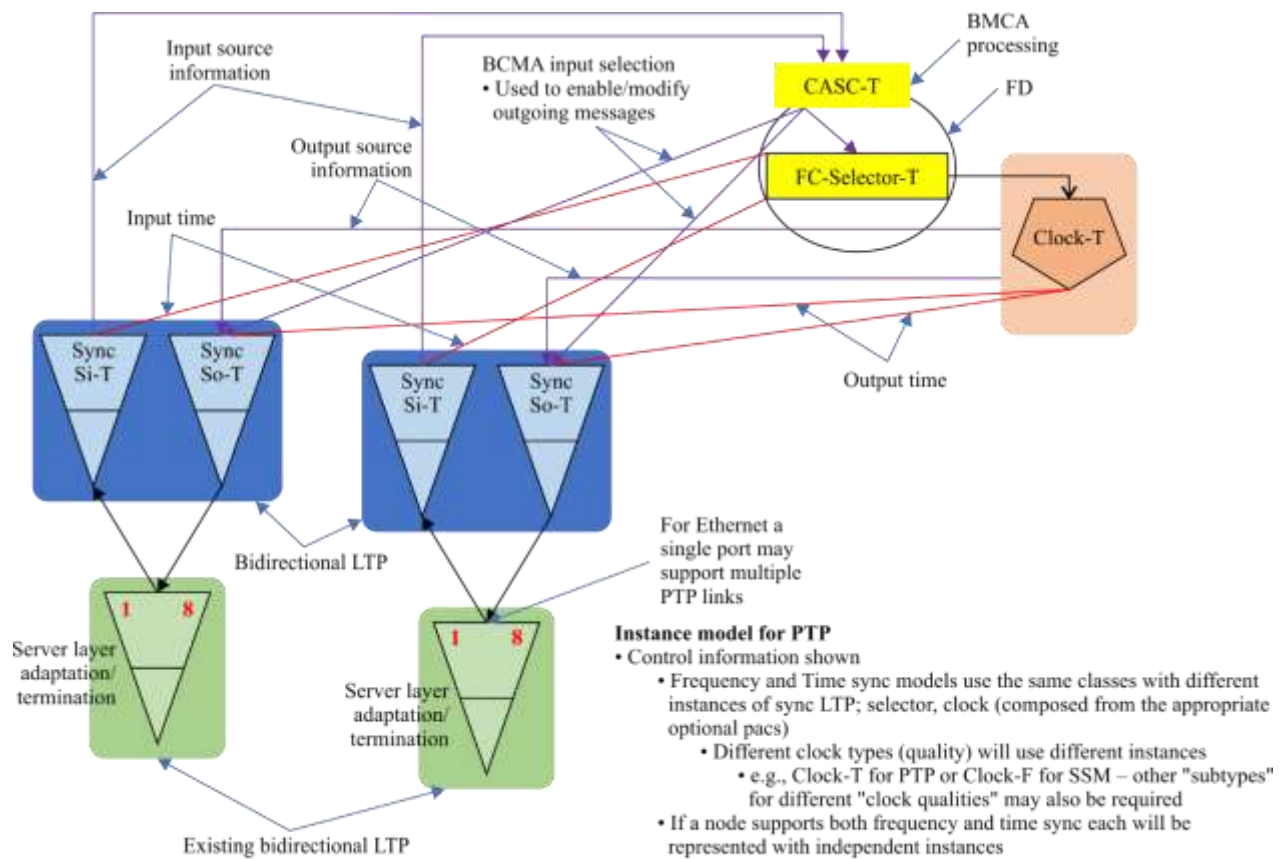 Input source
information
BCMA input selection
• Used to enable/modify
outgoing messages
BMCA
processing
CASC-T
FD
Output source
information
FC-Selector-T
Input time
Clock-T
Sync
Si-T
Sync
So-T
Sync
Si-T
Sync
So-T
Output time
Bidirectional LTP
For Ethernet a
single port may
support multiple
PTP links
1 8
Server layer
adaptation/
termination
1 8
Server layer
adaptation/
termination
Existing bidirectional LTP
Instance model for PTP
• Control information shown
• Frequency and Time sync models use the same classes with different
instances of sync LTP; selector, clock (composed from the appropriate
optional pacs)
• Different clock types (quality) will use different instances
• e.g., Clock-T for PTP or Clock-F for SSM – other "subtypes"
for different "clock qualities" may also be required
• If a node supports both frequency and time sync each will be
represented with independent instances